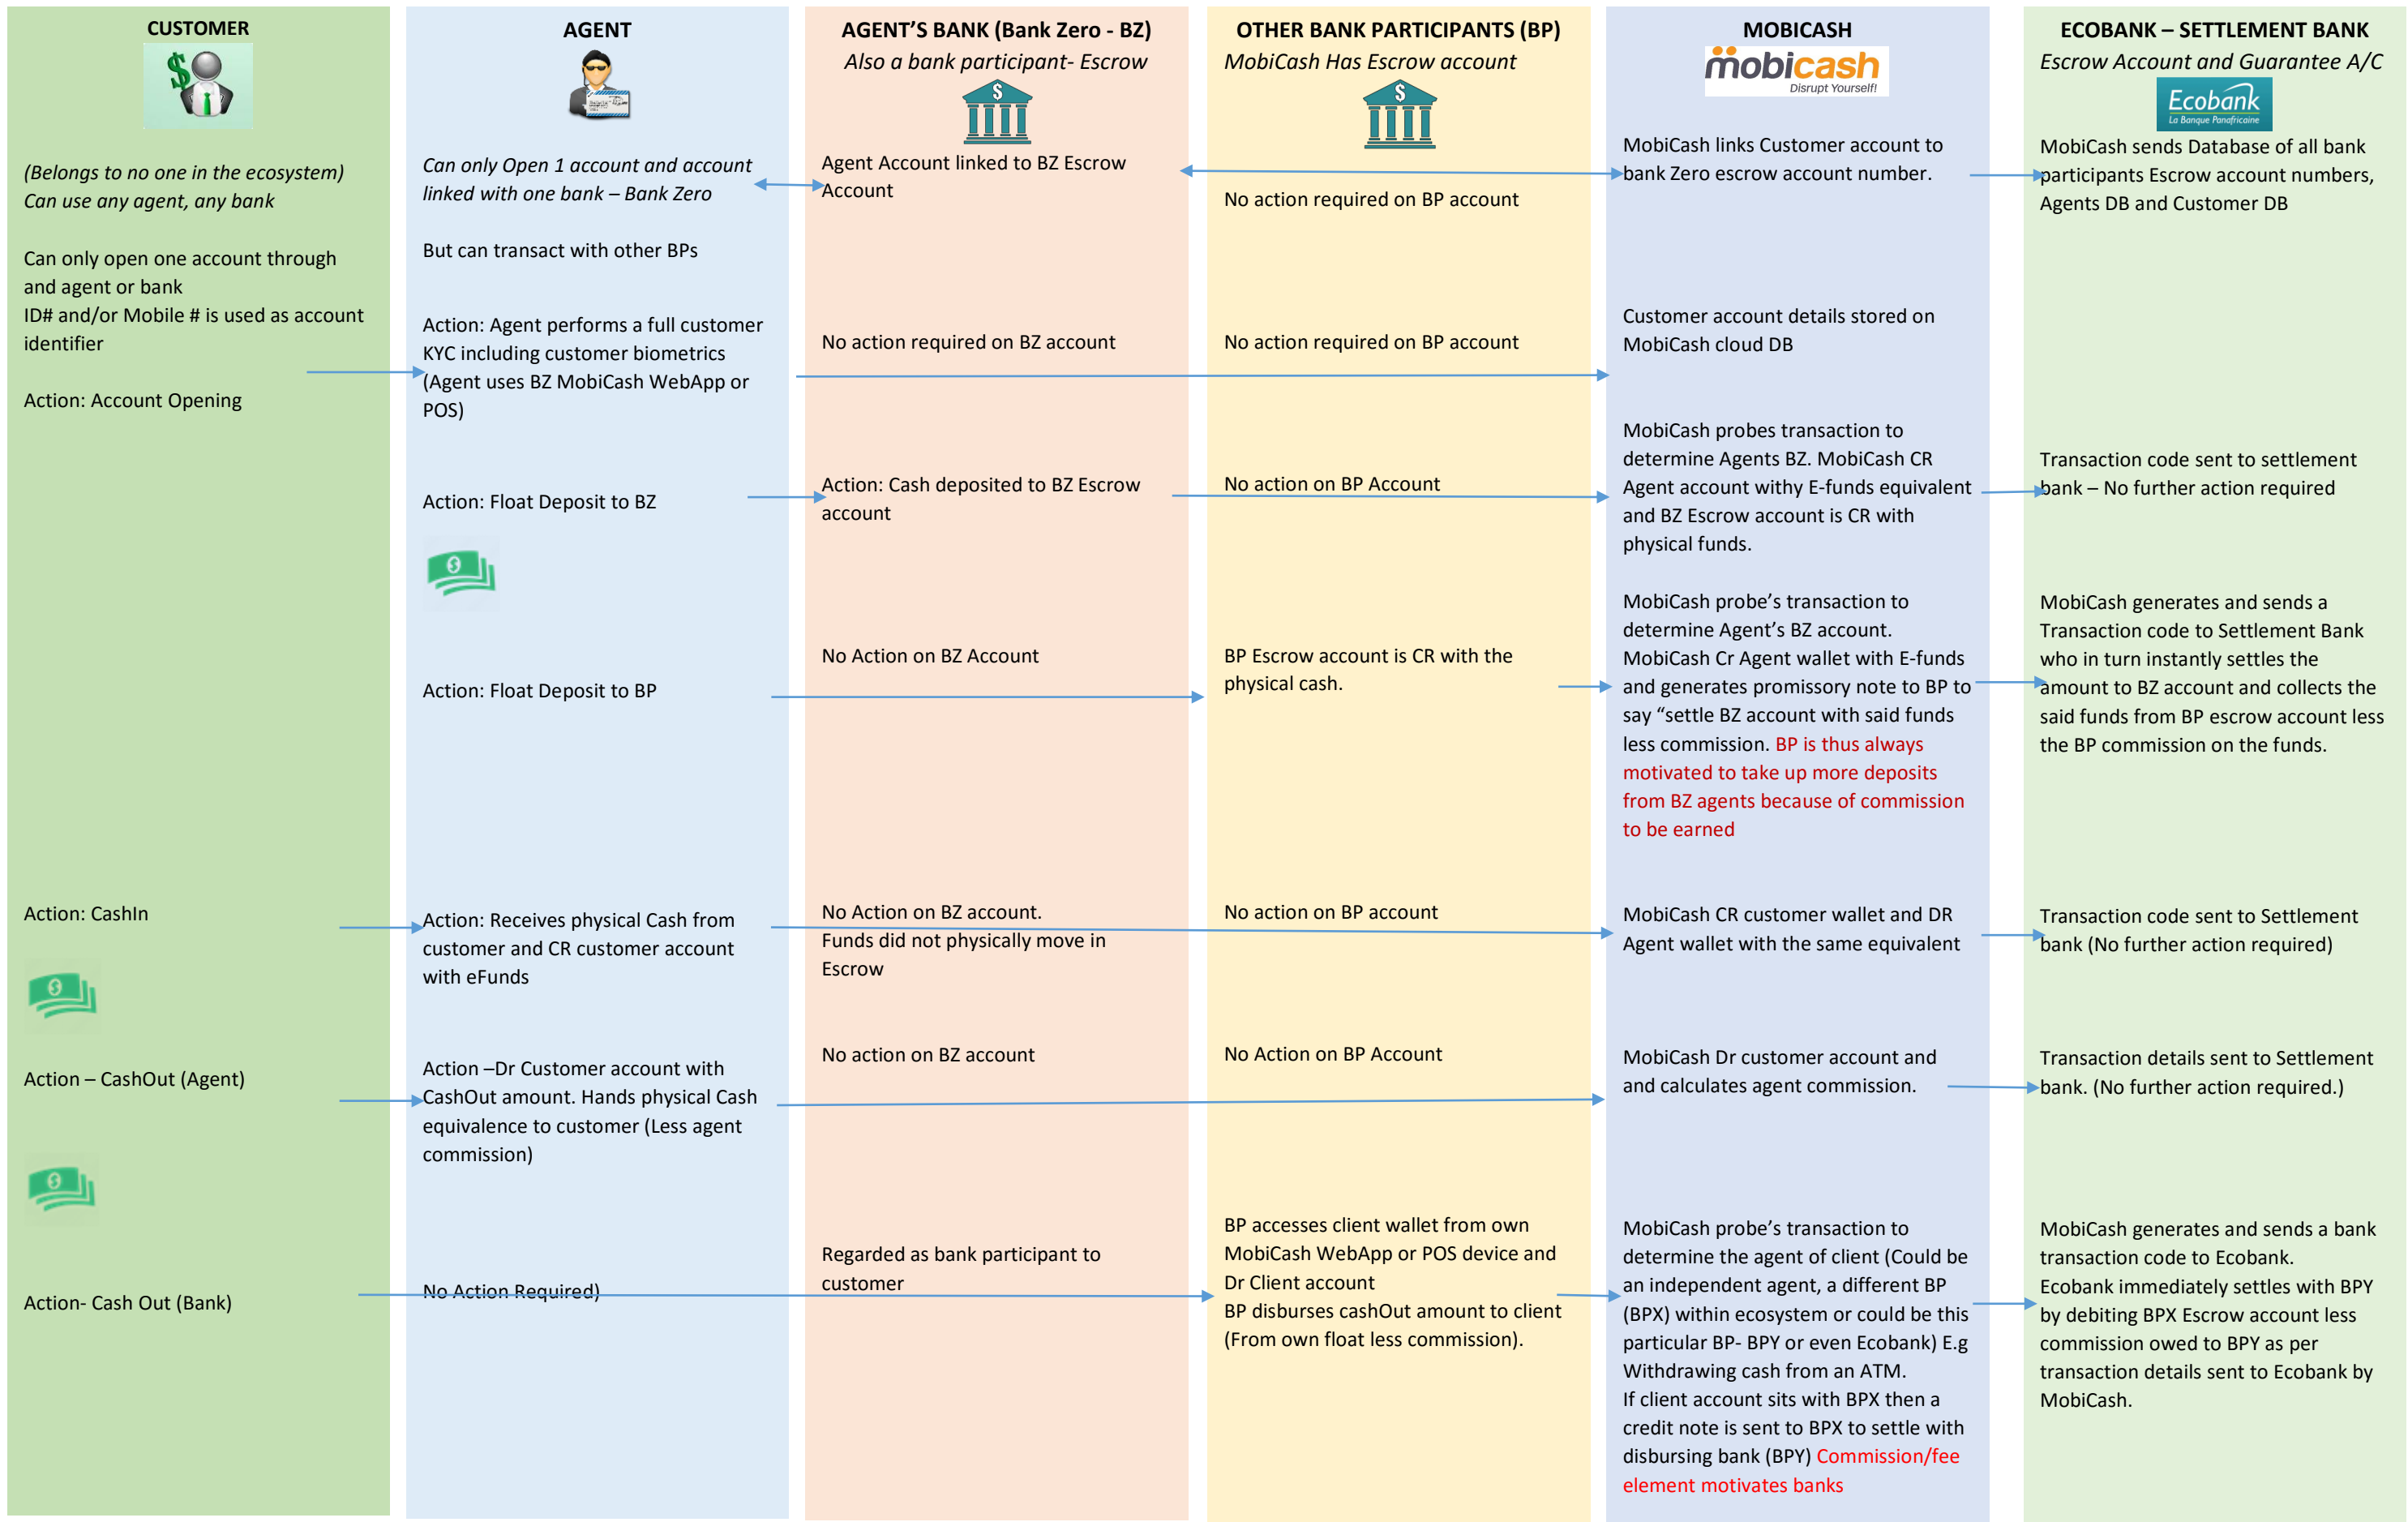 CUSTOMER
(Belongs to no one in the ecosystem)
Can use any agent, any bank
Can only open one account through
and agent or bank
ID# and/or Mobile # is used as account
identifier
Action: Account Opening
Action: CashIn
Action – CashOut (Agent)
Action- Cash Out (Bank)
AGENT
Can only Open 1 account and account
linked with one bank – Bank Zero
But can transact with other BPs
Action: Agent performs a full customer
KYC including customer biometrics
(Agent uses BZ MobiCash WebApp or
POS)
Action: Float Deposit to BZ
Action: Float Deposit to BP
Action: Receives physical Cash from
customer and CR customer account
with eFunds
Action –Dr Customer account with
CashOut amount. Hands physical Cash
equivalence to customer (Less agent
commission)
No Action Required)
AGENT’S BANK (Bank Zero - BZ)
Also a bank participant- Escrow
Agent Account linked to BZ Escrow
Account
No action required on BZ account
Action: Cash deposited to BZ Escrow
account
No Action on BZ Account
No Action on BZ account.
Funds did not physically move in
Escrow
No action on BZ account
Regarded as bank participant to
customer
OTHER BANK PARTICIPANTS (BP)
MobiCash Has Escrow account
No action required on BP account
No action required on BP account
No action on BP Account
BP Escrow account is CR with the
physical cash.
No action on BP account
No Action on BP Account
BP accesses client wallet from own
MobiCash WebApp or POS device and
Dr Client account
BP disburses cashOut amount to client
(From own float less commission).
MOBICASH
mobicash
Disrupt Yourself!
MobiCash links Customer account to
bank Zero escrow account number.
Customer account details stored on
MobiCash cloud DB
MobiCash probes transaction to
determine Agents BZ. MobiCash CR
Agent account withy E-funds equivalent
and BZ Escrow account is CR with
physical funds.
MobiCash probe’s transaction to
determine Agent’s BZ account.
MobiCash Cr Agent wallet with E-funds
and generates promissory note to BP to
say “settle BZ account with said funds
less commission. BP is thus always
motivated to take up more deposits
from BZ agents because of commission
to be earned
MobiCash CR customer wallet and DR
Agent wallet with the same equivalent
MobiCash Dr customer account and
and calculates agent commission.
MobiCash probe’s transaction to
determine the agent of client (Could be
an independent agent, a different BP
(BPX) within ecosystem or could be this
particular BP- BPY or even Ecobank) E.g
Withdrawing cash from an ATM.
If client account sits with BPX then a
credit note is sent to BPX to settle with
disbursing bank (BPY) Commission/fee
element motivates banks
ECOBANK – SETTLEMENT BANK
Escrow Account and Guarantee A/C
Ecobank
La Banque Panafricaine
MobiCash sends Database of all bank
participants Escrow account numbers,
Agents DB and Customer DB
Transaction code sent to settlement
bank – No further action required
MobiCash generates and sends a
Transaction code to Settlement Bank
who in turn instantly settles the
amount to BZ account and collects the
said funds from BP escrow account less
the BP commission on the funds.
Transaction code sent to Settlement
bank (No further action required)
Transaction details sent to Settlement
bank. (No further action required.)
MobiCash generates and sends a bank
transaction code to Ecobank.
Ecobank immediately settles with BPY
by debiting BPX Escrow account less
commission owed to BPY as per
transaction details sent to Ecobank by
MobiCash.